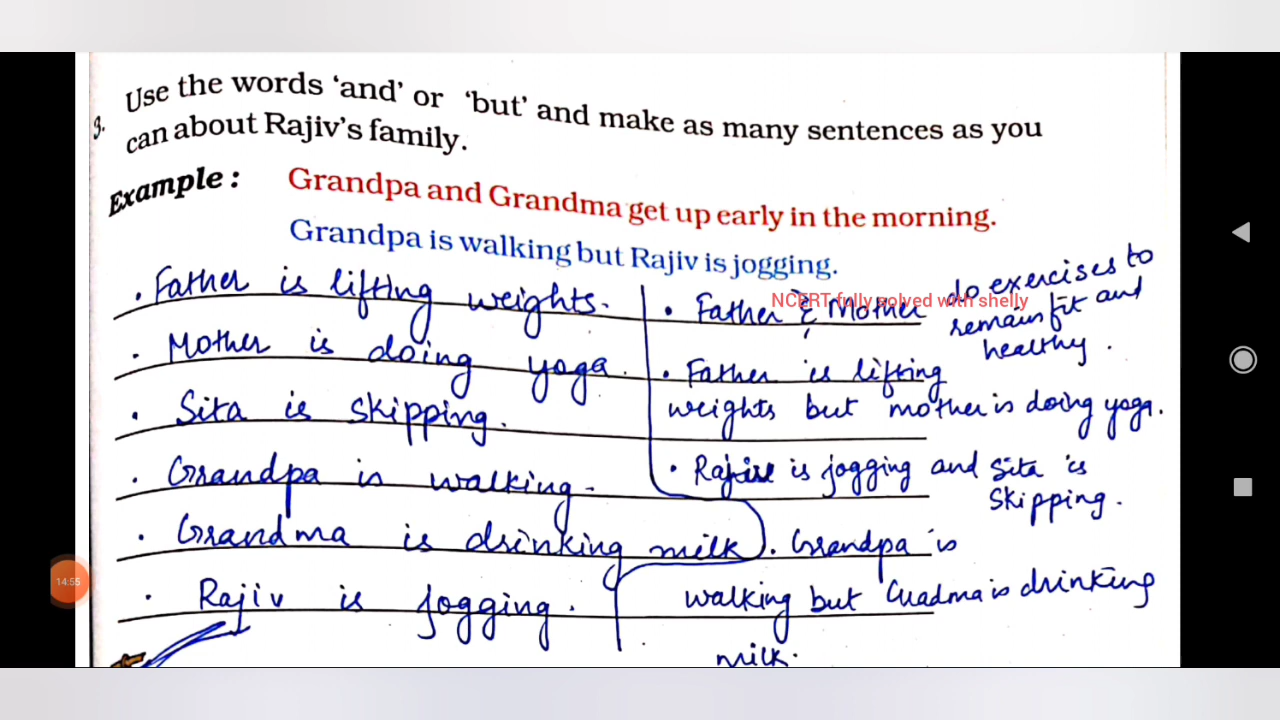 3. Use the words 'and' or 'but' and make as many sentences as you
can about Rajiv's family.
Example : Grandpa and Grandma get up early in the morning.
Grandpa is walking but Rajiv is jogging.
NCERT fully solved with shelly
. Father is lifting weights.
. Mother is doing yoga.
. Sita is skipping.
. Grandpa is walking.
. Grandma is drinking milk.
. Rajiv is jogging.
. Father & Mother do exercises to
remain fit and
healthy.
. Father is lifting
weights but mother is doing yoga.
. Rajiv is jogging and Sita is
Skipping.
. Grandpa is
walking but Guadma is drinking
milk.
14:55